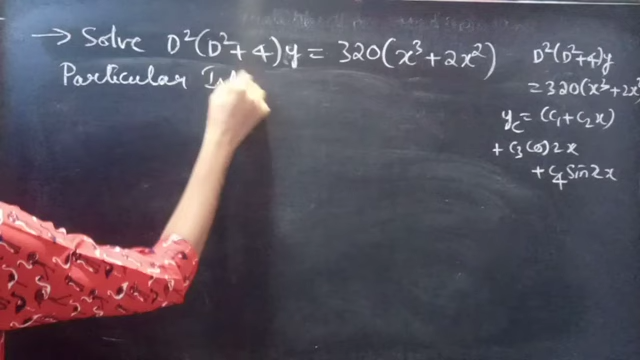 → Solve D²(D²+4)y = 320(x³+2x²)
Particular
D²(D²+4)y
= 320(x³+2x²
y_c = (c₁+c₂x)
+ c₃cos2x
+ c₄sin2x